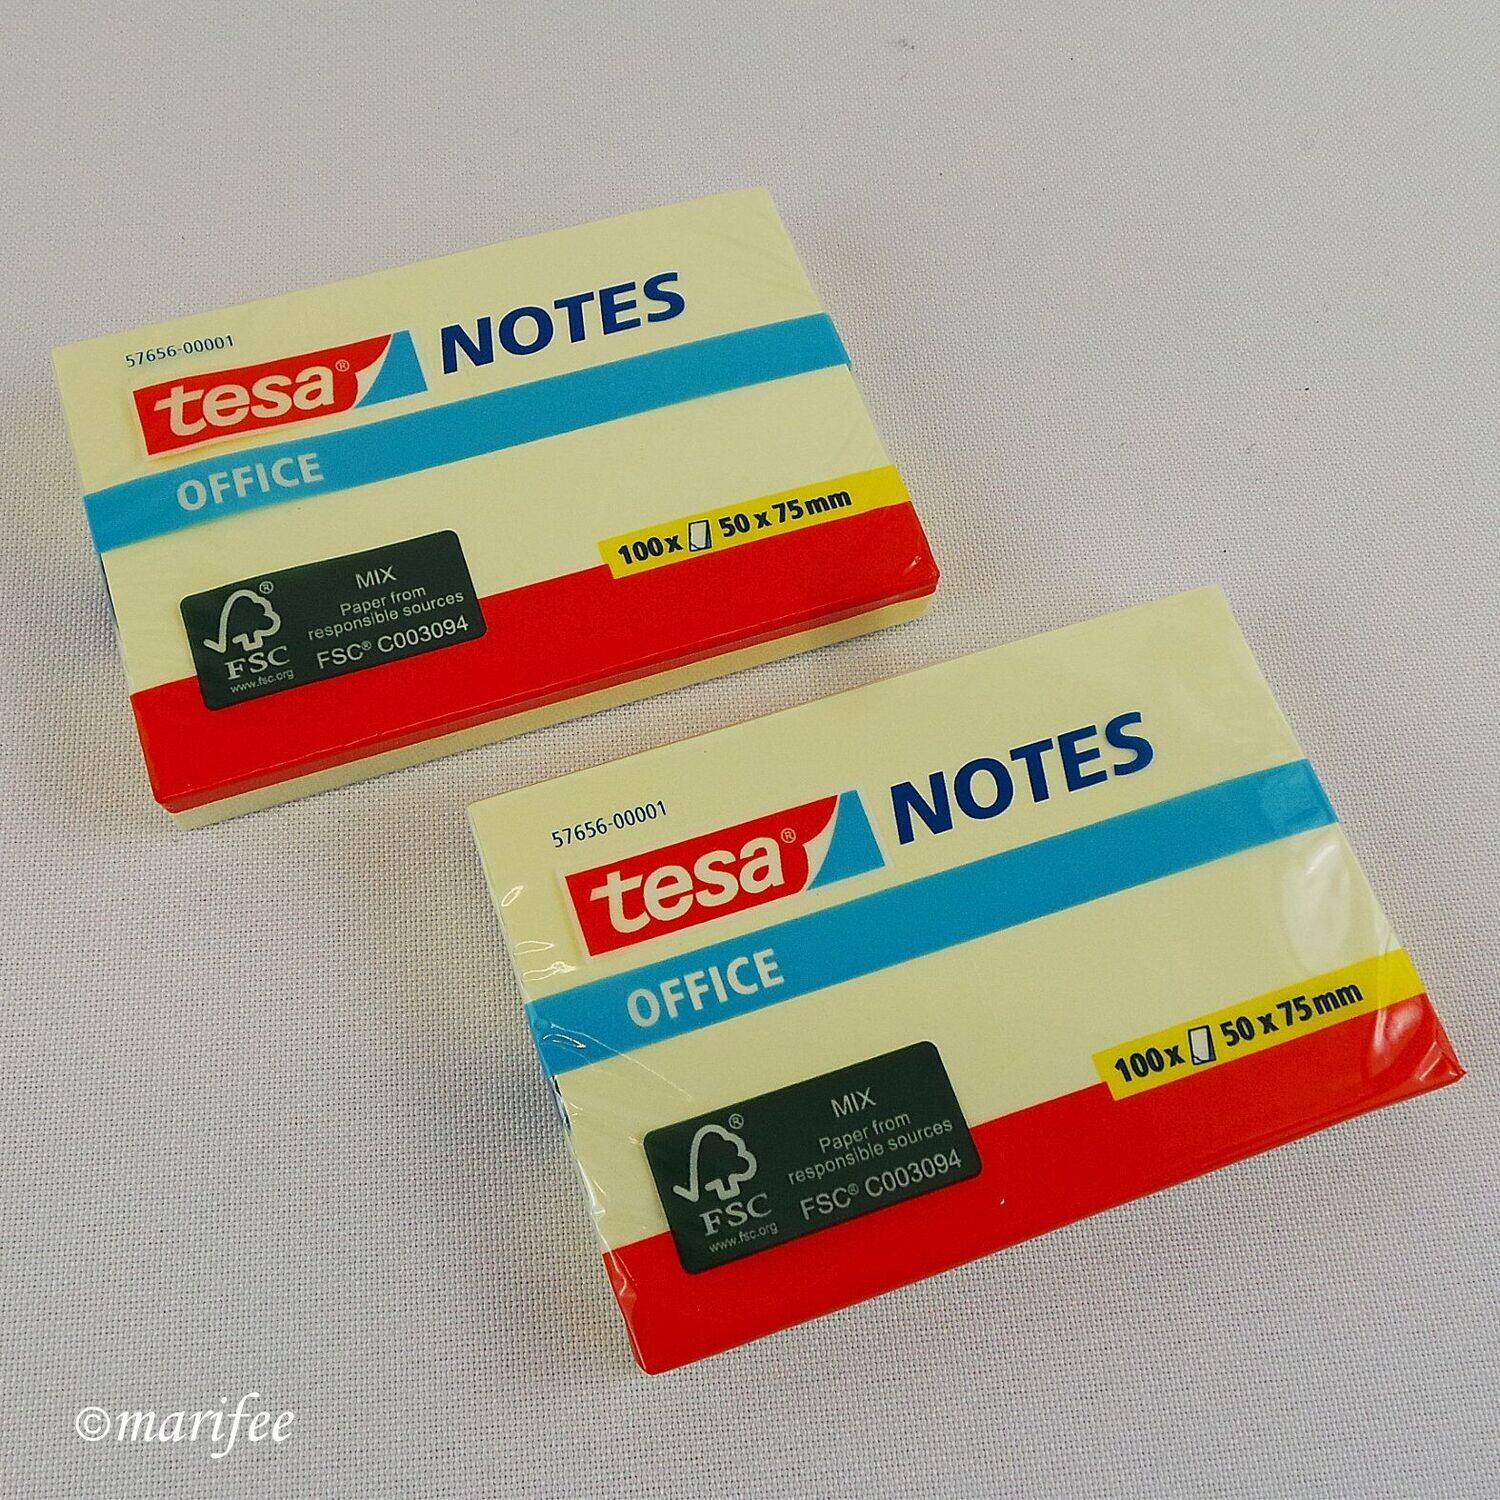 57656-00001
tesa® NOTES
OFFICE
100x 50 x 75mm
MIX
Paper from
responsible sources
FSC® C003094
FSC®
www.fsc.org
57656-00001
tesa® NOTES
OFFICE
100x 50 x 75mm
MIX
Paper from
responsible sources
FSC® C003094
FSC®
www.fsc.org
©marifee